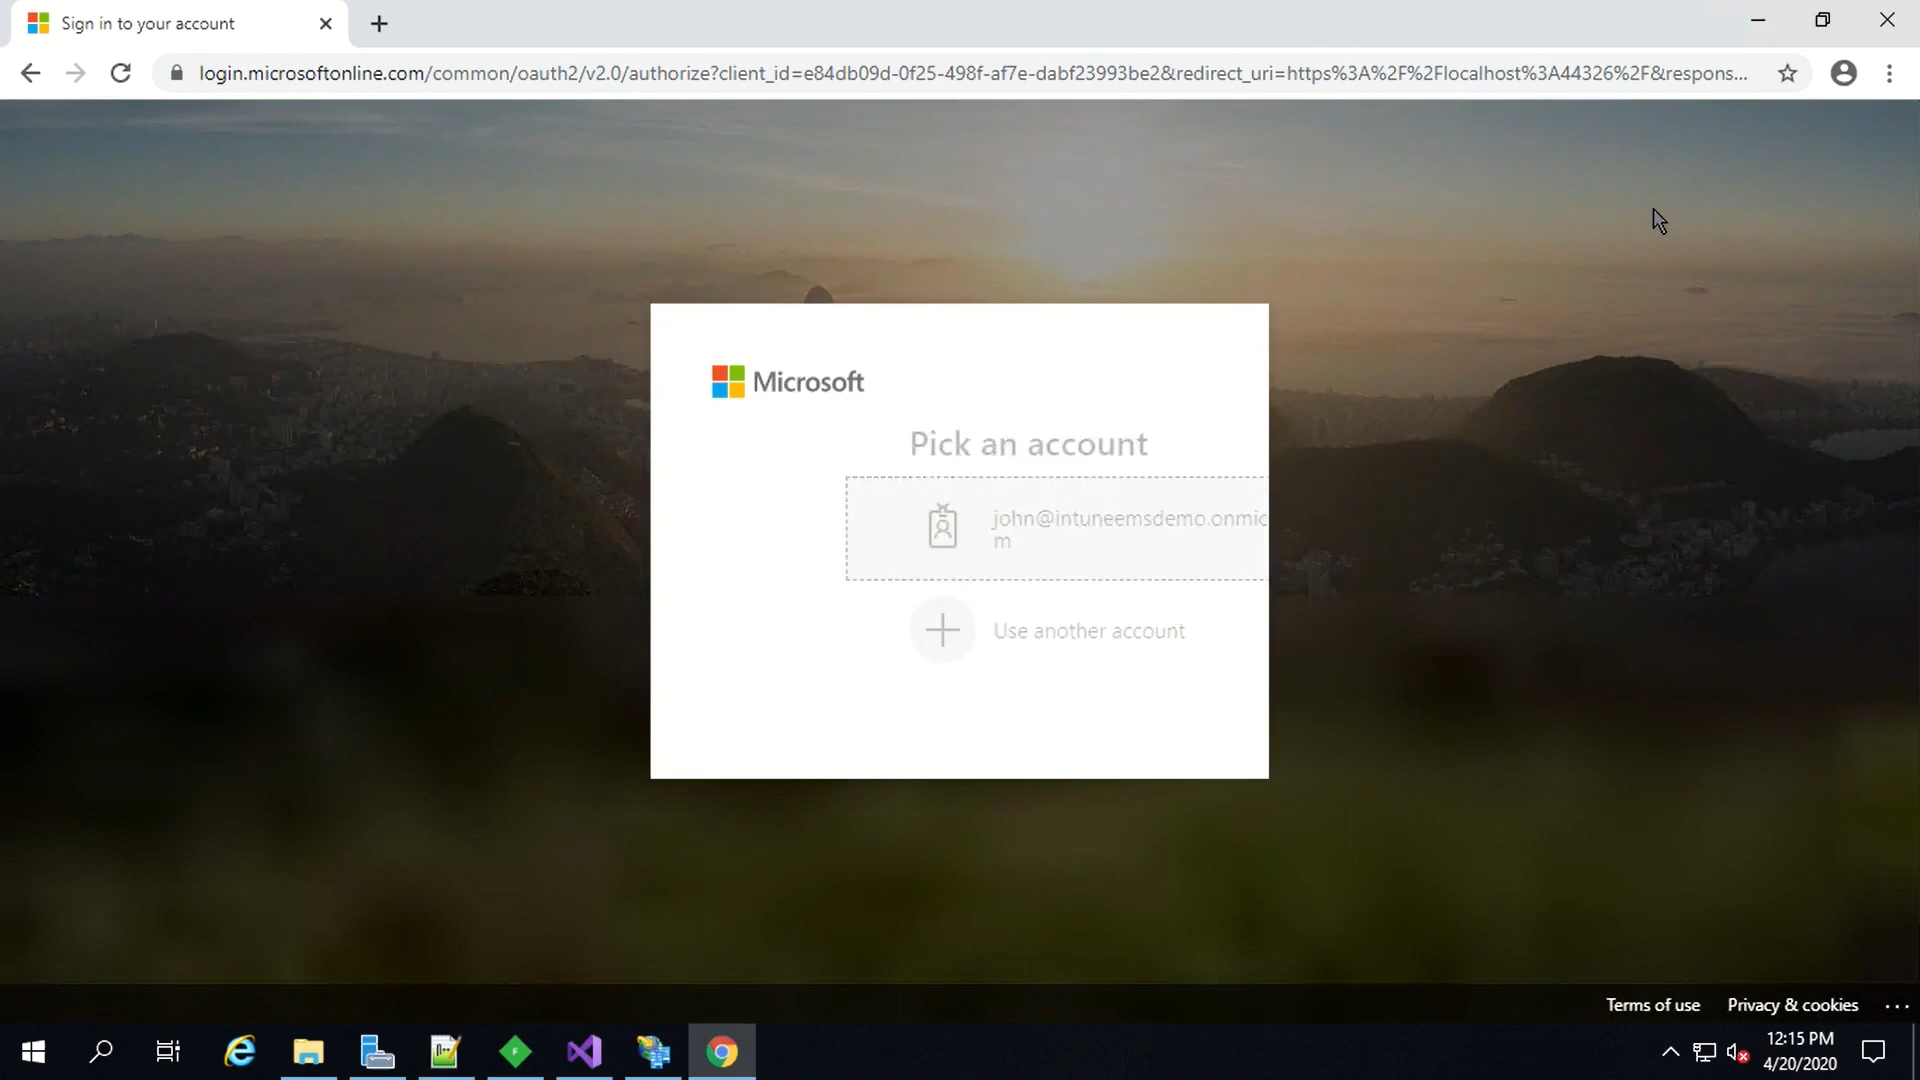 Sign in to your account
login.microsoftonline.com/common/oauth2/v2.0/authorize?client_id=e84db09d-0f25-498f-af7e-dabf23993be2&redirect_uri=https%3A%2F%2Flocalhost%3A44326%2F&respons...
Microsoft
Pick an account
john@intuneemsdemo.onmic
m
Use another account
Terms of use Privacy & cookies ...
12:15 PM
4/20/2020